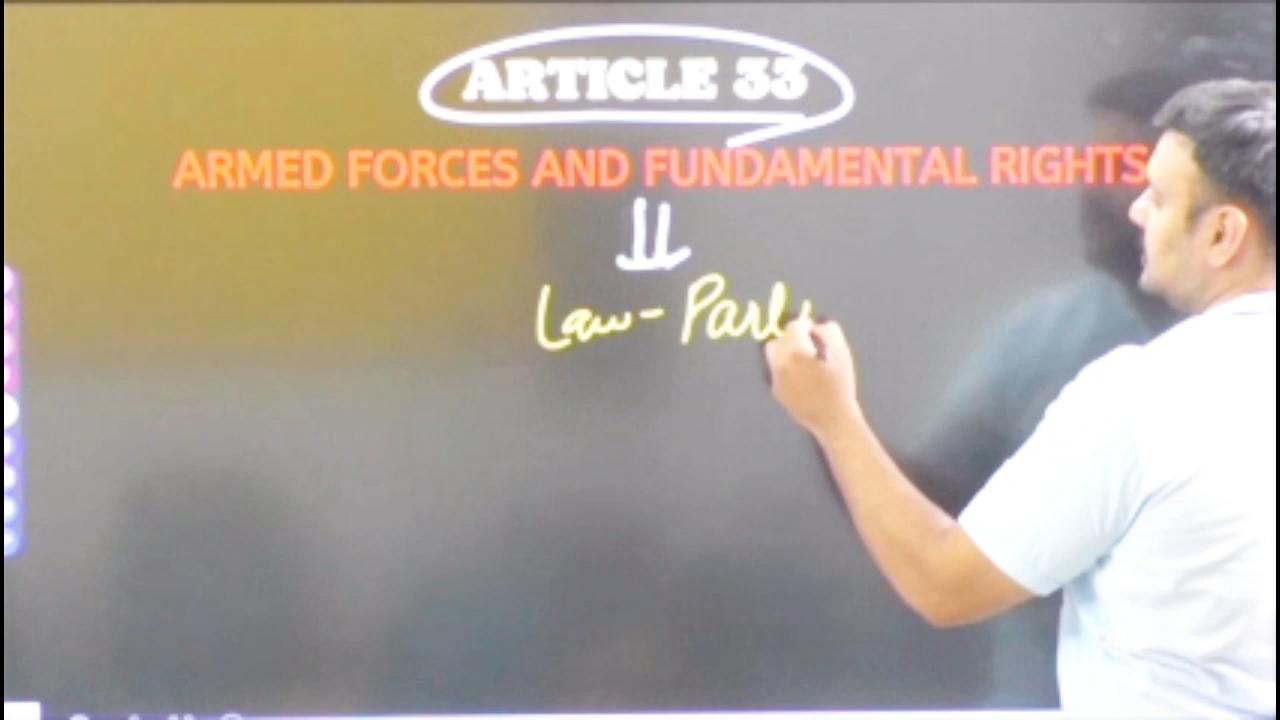 ARTICLE 33
ARMED FORCES AND FUNDAMENTAL RIGHTS
Law - Parl